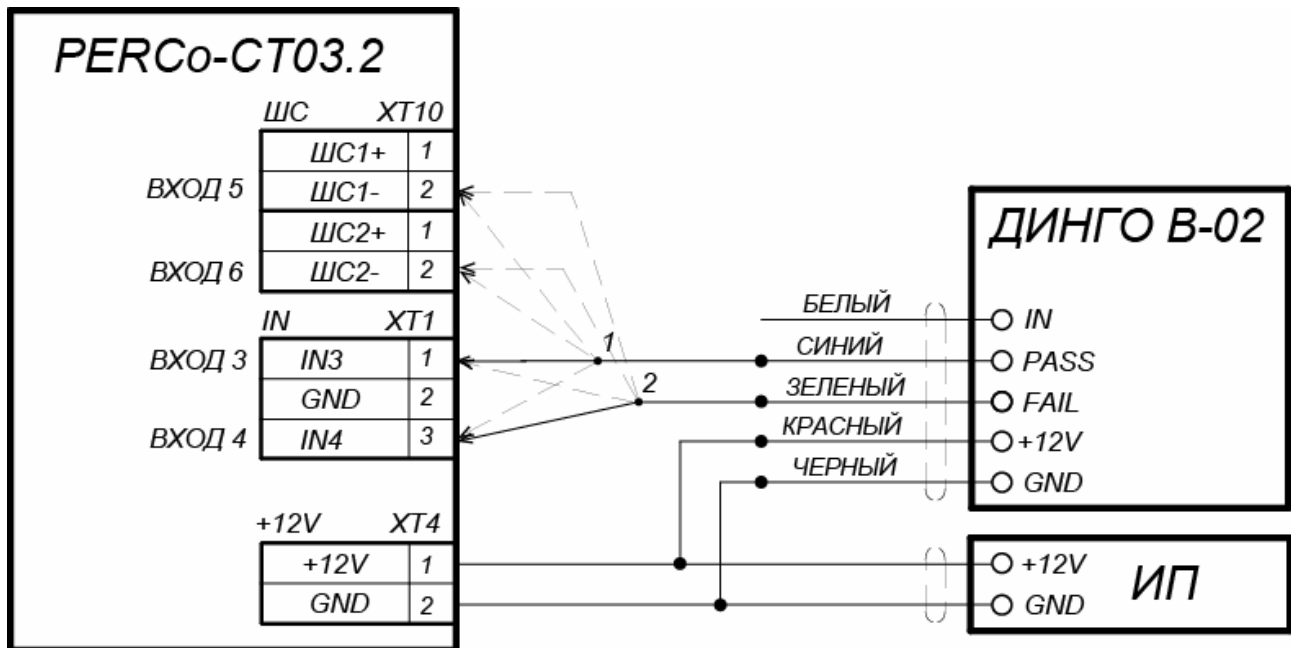 PERCo-CT03.2
ШС XT10
ШС1+ 1
ВХОД 5 ШС1- 2
ШС2+ 1
ВХОД 6 ШС2- 2
IN XT1
ВХОД 3 IN3 1
GND 2
ВХОД 4 IN4 3
+12V XT4
+12V 1
GND 2
1
2
БЕЛЫЙ
СИНИЙ
ЗЕЛЕНЫЙ
КРАСНЫЙ
ЧЕРНЫЙ
ДИНГО В-02
IN
PASS
FAIL
+12V
GND
+12V
GND
ИП